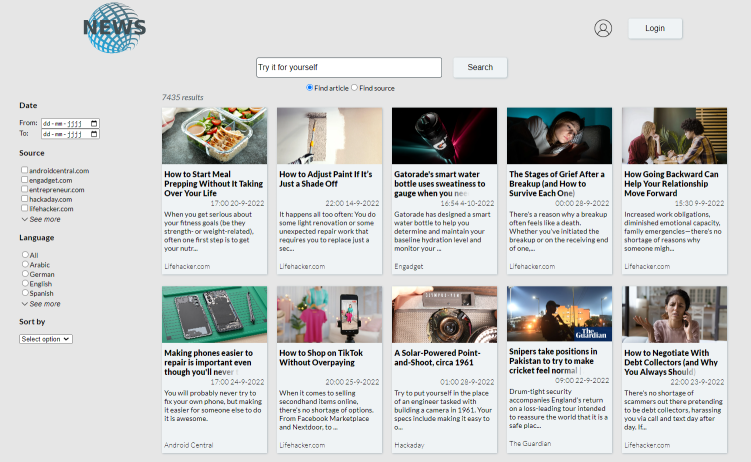 NEWS
Login
Try it for yourself
Search
Find article
Find source
7435 results
Date
From: dd-mm-jjjj
To: dd-mm-jjjj
Source
androidcentral.com
engadget.com
entrepreneur.com
hackaday.com
lifehacker.com
See more
Language
All
Arabic
German
English
Spanish
See more
Sort by
Select option
How to Start Meal
Prepping Without It Taking
Over Your Life
17:00 20-9-2022
When you get serious about
your fitness goals (be they
strength- or weight-related),
often one first step is to get
your nutr...
Lifehacker.com
How to Adjust Paint If It's
Just a Shade Off
22:00 14-9-2022
It happens all too often: You do
some light renovation or some
unexpected repair work that
requires you to replace just a
sec...
Lifehacker.com
Gatorade's smart water
bottle uses sweatiness to
gauge when you nee
16:54 4-10-2022
Gatorade has designed a smart
water bottle to help you
determine and maintain your
baseline hydration level and
monitor your ...
Engadget
The Stages of Grief After a
Breakup (and How to
Survive Each One)
00:00 28-9-2022
There's a reason why a breakup
often feels like a death.
Whether you've initiated the
breakup or on the receiving end
of one,...
Lifehacker.com
How Going Backward Can
Help Your Relationship
Move Forward
15:30 9-9-2022
Increased work obligations,
diminished emotional capacity,
family emergencies—there's no
shortage of reasons why
someone migh...
Lifehacker.com
Making phones easier to
repair is important even
though you'll never
17:00 24-9-2022
You will probably never try to
fix your own phone, but making
it easier for someone else to do
it is awesome.
Android Central
How to Shop on TikTok
Without Overpaying
20:00 25-9-2022
When it comes to selling
secondhand items online,
there's no shortage of options.
From Facebook Marketplace
and Nextdoor, to ...
Lifehacker.com
OLYMPUS-PEN
A Solar-Powered Point-
and-Shoot, circa 1961
01:00 28-9-2022
Try to put yourself in the place
of an engineer tasked with
building a camera in 1961. Your
specs include making it easy to
o...
Hackaday
The
Guardian
Snipers take positions in
Pakistan to try to make
cricket feel normal
09:00 22-9-2022
Drum-tight security
accompanies England's return
on a loss-leading tour intended
to reassure the world that it is a
safe plac...
The Guardian
How to Negotiate With
Debt Collectors (and Why
You Always Should)
22:00 23-9-2022
There's no shortage of
scammers out there pretending
to be debt collectors, harassing
you via call and text day after
day. If...
Lifehacker.com